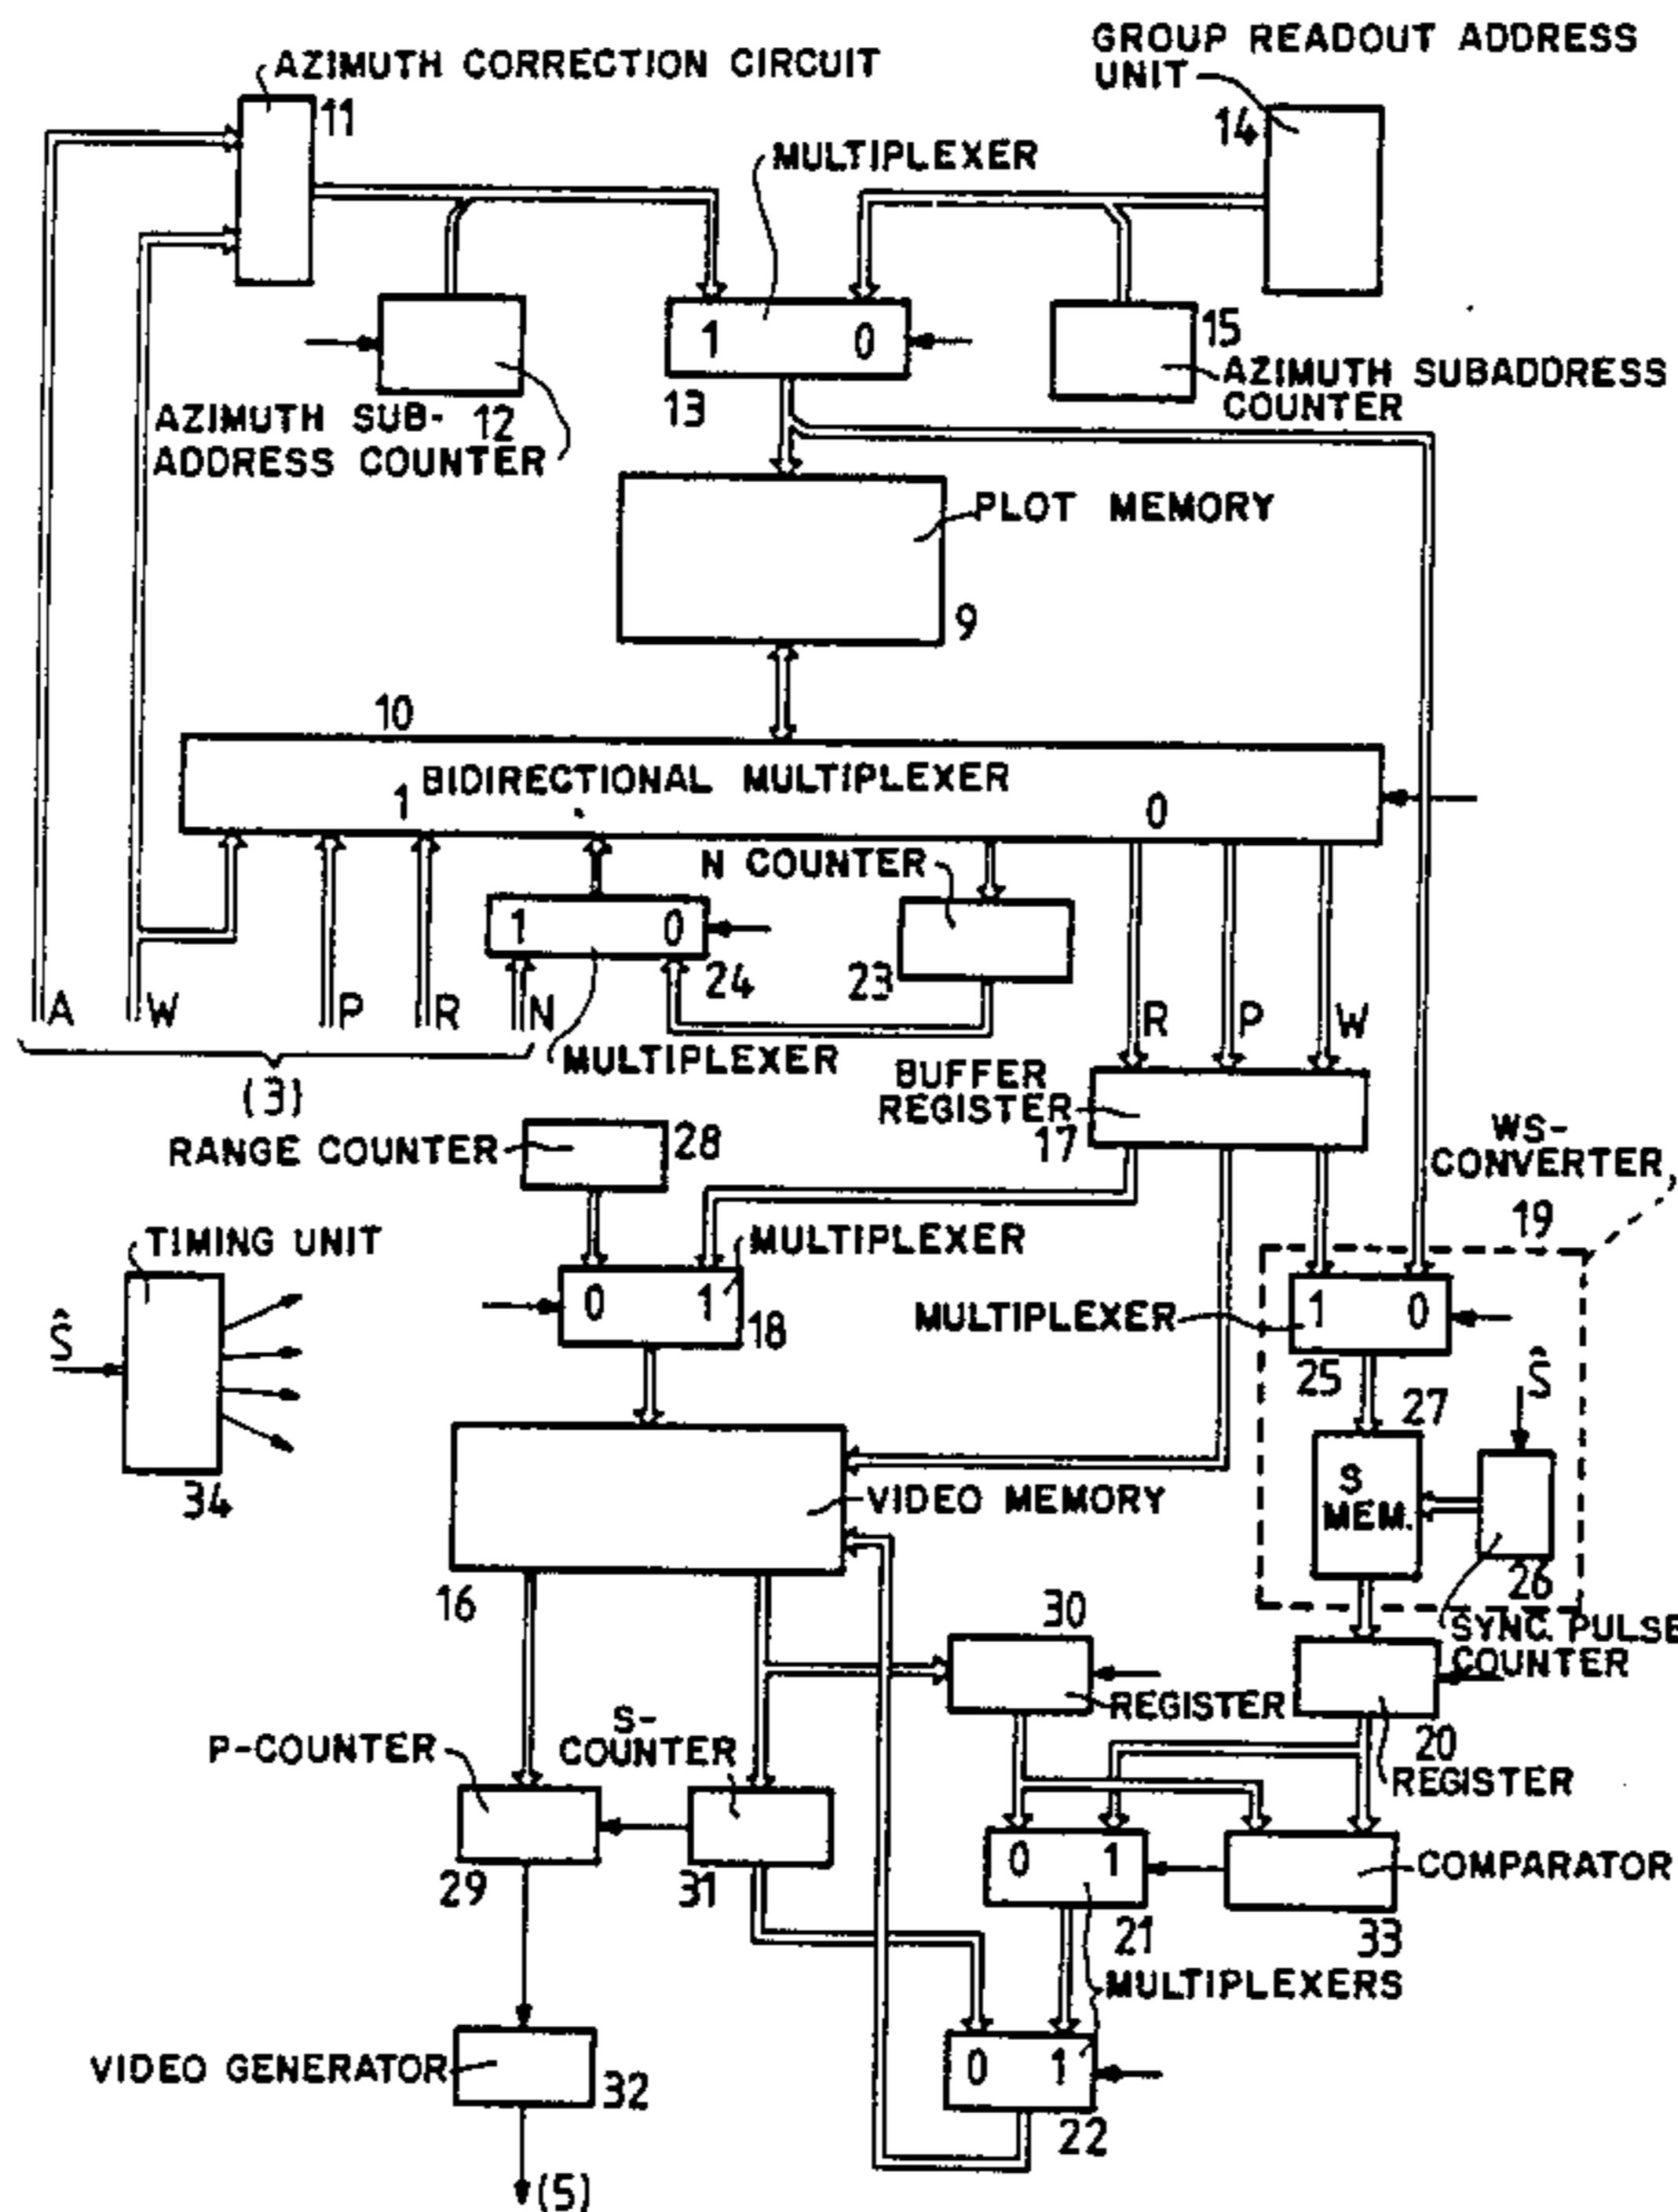 AZIMUTH CORRECTION CIRCUIT
11
GROUP READOUT ADDRESS
UNIT
14
MULTIPLEXER
1 0
13
15
AZIMUTH SUBADDRESS
COUNTER
AZIMUTH SUB-
ADDRESS COUNTER
12
PLOT MEMORY
9
10
BIDIRECTIONAL MULTIPLEXER
1 0
N COUNTER
1 0
24
23
A W P R N
R P W
(3)
MULTIPLEXER
BUFFER
REGISTER
17
WS-
CONVERTER,
19
RANGE COUNTER
28
TIMING UNIT
Ŝ
34
MULTIPLEXER
0 1
18
MULTIPLEXER
1 0
25
27
Ŝ
S
MEM.
26
SYNC. PULSE
COUNTER
VIDEO MEMORY
16
30
REGISTER
20
REGISTER
P-COUNTER
29
S-
COUNTER
31
0 1
21
COMPARATOR
33
MULTIPLEXERS
0 1
22
VIDEO GENERATOR
32
(5)